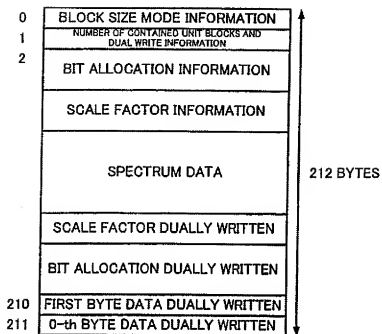 0 BLOCK SIZE MODE INFORMATION
1 NUMBER OF CONTAINED UNIT BLOCKS AND
DUAL WRITE INFORMATION
2 BIT ALLOCATION INFORMATION
SCALE FACTOR INFORMATION
SPECTRUM DATA 212 BYTES
SCALE FACTOR DUALLY WRITTEN
BIT ALLOCATION DUALLY WRITTEN
210 FIRST BYTE DATA DUALLY WRITTEN
211 0-th BYTE DATA DUALLY WRITTEN